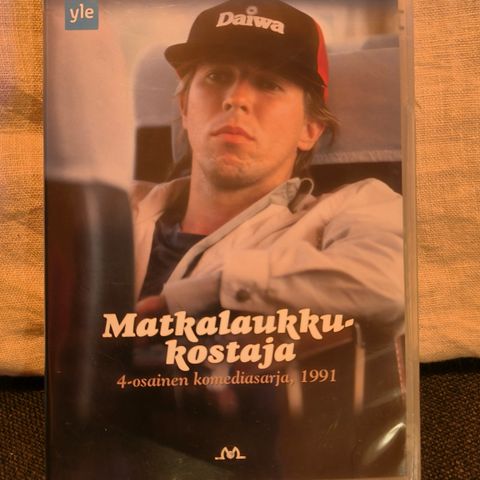 yle
Daiwa
Matkalaukku-
kostaja
4-osainen komediasarja, 1991